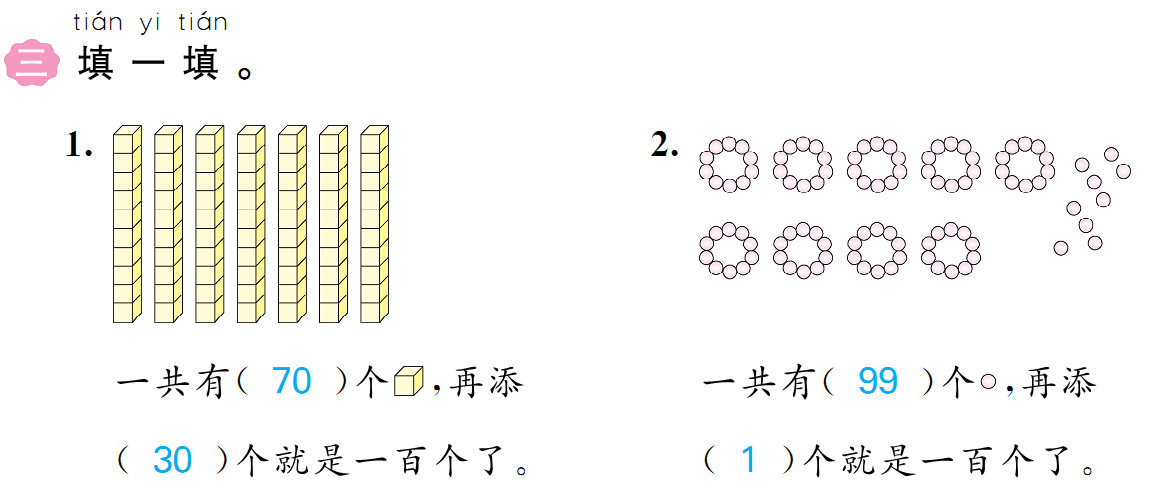 tián yi tián
三 填一填。
1.
一共有( 70 )个,再添
( 30 )个就是一百个了。
2.
一共有( 99 )个,再添
( 1 )个就是一百个了。